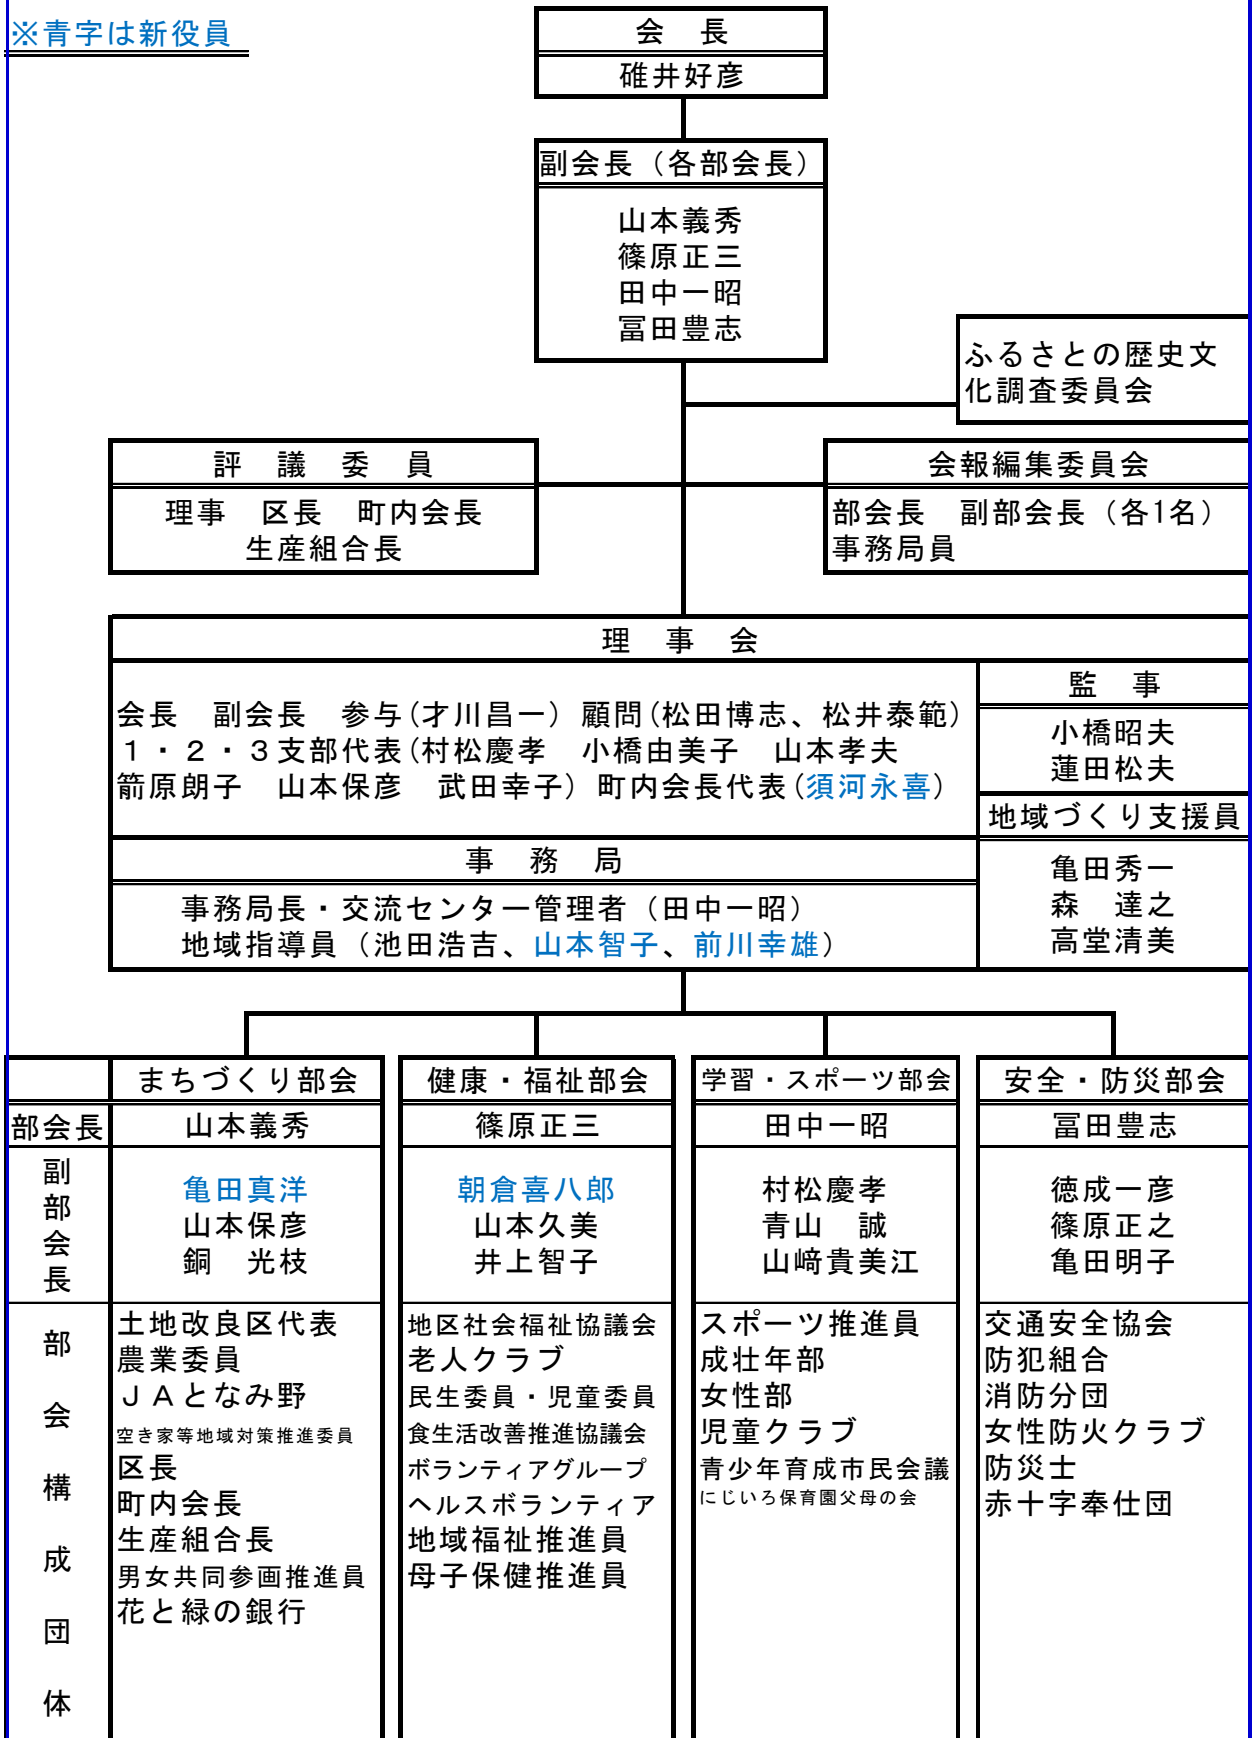 ※青字は新役員
会　長
碓井好彦
副会長（各部会長）
山本義秀
篠原正三
田中一昭
冨田豊志
ふるさとの歴史文
化調査委員会
評　議　委　員
理事　区長　町内会長
生産組合長
会報編集委員会
部会長　副部会長（各1名）
事務局員
理　事　会
会長　副会長　参与(才川昌一）顧問(松田博志、松井泰範）
１・２・３支部代表(村松慶孝　小橋由美子　山本孝夫
箭原朗子　山本保彦　武田幸子）町内会長代表(須河永喜）
監　事
小橋昭夫
蓮田松夫
地域づくり支援員
亀田秀一
森　達之
高堂清美
事　務　局
事務局長・交流センター管理者（田中一昭）
地域指導員（池田浩吉、山本智子、前川幸雄）
まちづくり部会
健康・福祉部会
学習・スポーツ部会
安全・防災部会
部会長
山本義秀
篠原正三
田中一昭
冨田豊志
副部会長
亀田真洋
山本保彦
銅　光枝
朝倉喜八郎
山本久美
井上智子
村松慶孝
青山　誠
山﨑貴美江
徳成一彦
篠原正之
亀田明子
部会構成団体
土地改良区代表
農業委員
ＪＡとなみ野
空き家等地域対策推進委員
区長
町内会長
生産組合長
男女共同参画推進員
花と緑の銀行
地区社会福祉協議会
老人クラブ
民生委員・児童委員
食生活改善推進協議会
ボランティアグループ
ヘルスボランティア
地域福祉推進員
母子保健推進員
スポーツ推進員
成壮年部
女性部
児童クラブ
青少年育成市民会議
にじいろ保育園父母の会
交通安全協会
防犯組合
消防分団
女性防火クラブ
防災士
赤十字奉仕団